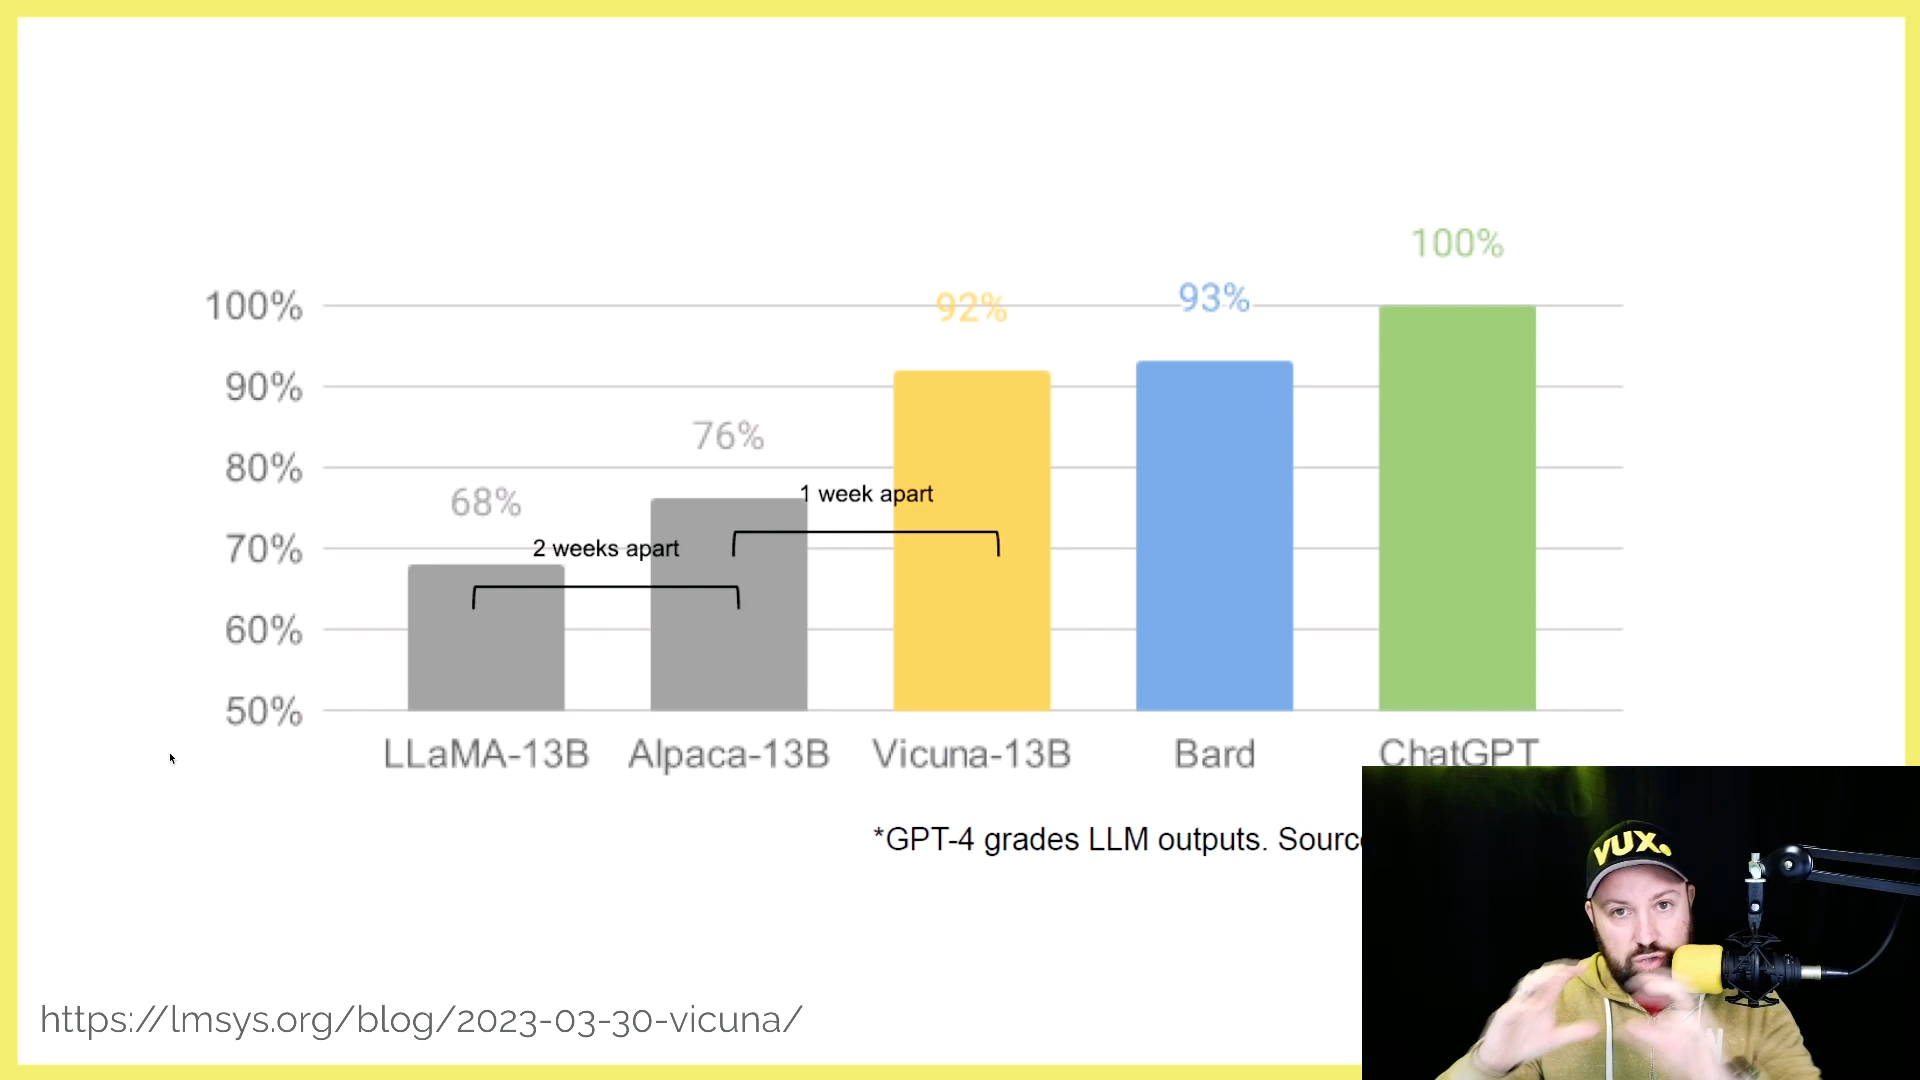 100%
92%
93%
100%
90%
76%
80%
68%
1 week apart
70%
2 weeks apart
60%
50%
LLaMA-13B
Alpaca-13B
Vicuna-13B
Bard
ChatGPT
*GPT-4 grades LLM outputs.
https://lmsys.org/blog/2023-03-30-vicuna/
VUX.